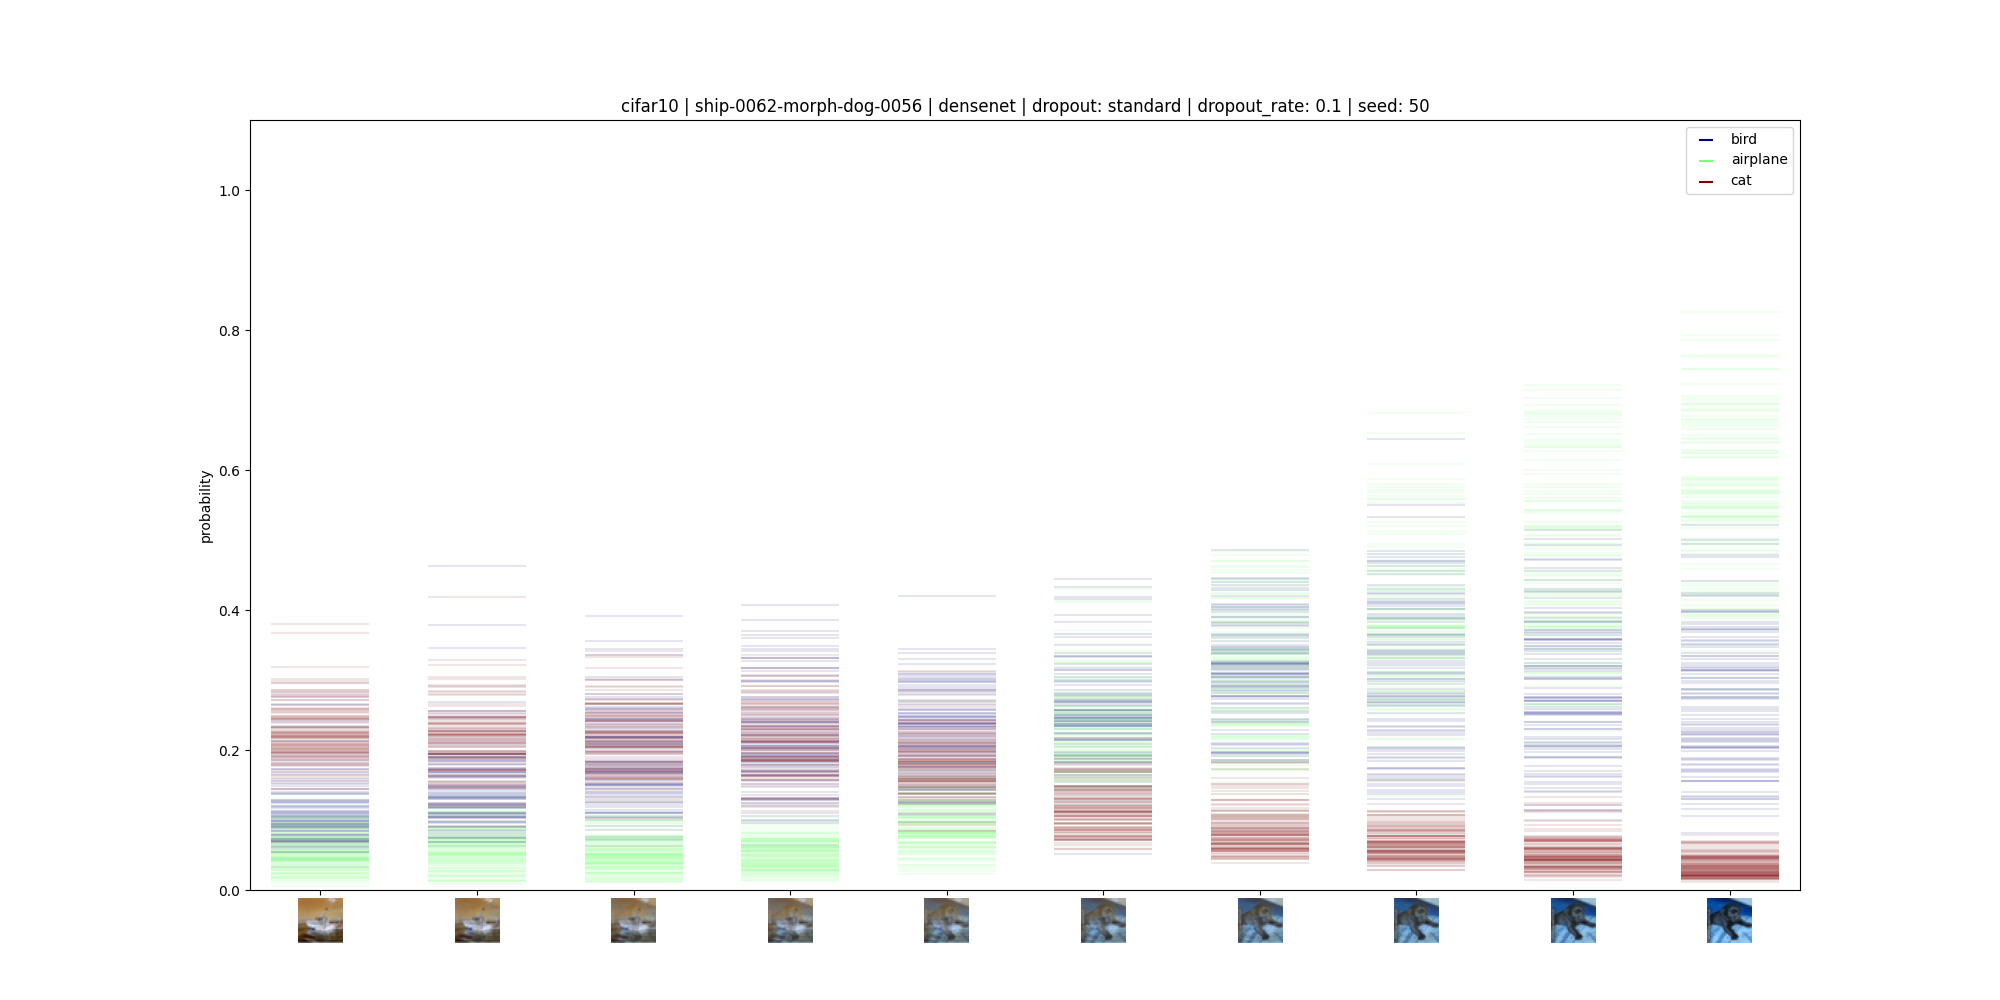 cifar10 | ship-0062-morph-dog-0056 | densenet | dropout: standard | dropout_rate: 0.1 | seed: 50
bird
airplane
cat
1.0
0.8
0.6
0.4
0.2
0.0
probability